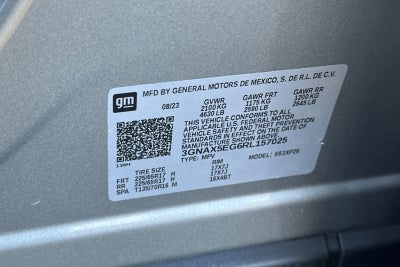 gm
MFD BY GENERAL MOTORS DE MEXICO, S. DE R.L. DE C.V.
08/23 GVWR GAWR FRT GAWR RR
2100 KG 1175 KG 1200 KG
4630 LB 2590 LB 2645 LB
THIS VEHICLE CONFORMS TO ALL
APPLICABLE U.S. FEDERAL MOTOR
VEHICLE SAFETY STANDARDS IN EFFECT
ON THE DATE OF MANUFACTURE SHOWN ABOVE.
3GNAX5EG6RL157025
TYPE: MPV MODEL: 6S1XP26
TIRE SIZE RIM
FRT 225/65R17 H 17X7J
RR 225/65R17 H 17X7J
SPA T135/70R16 M 16X4BT